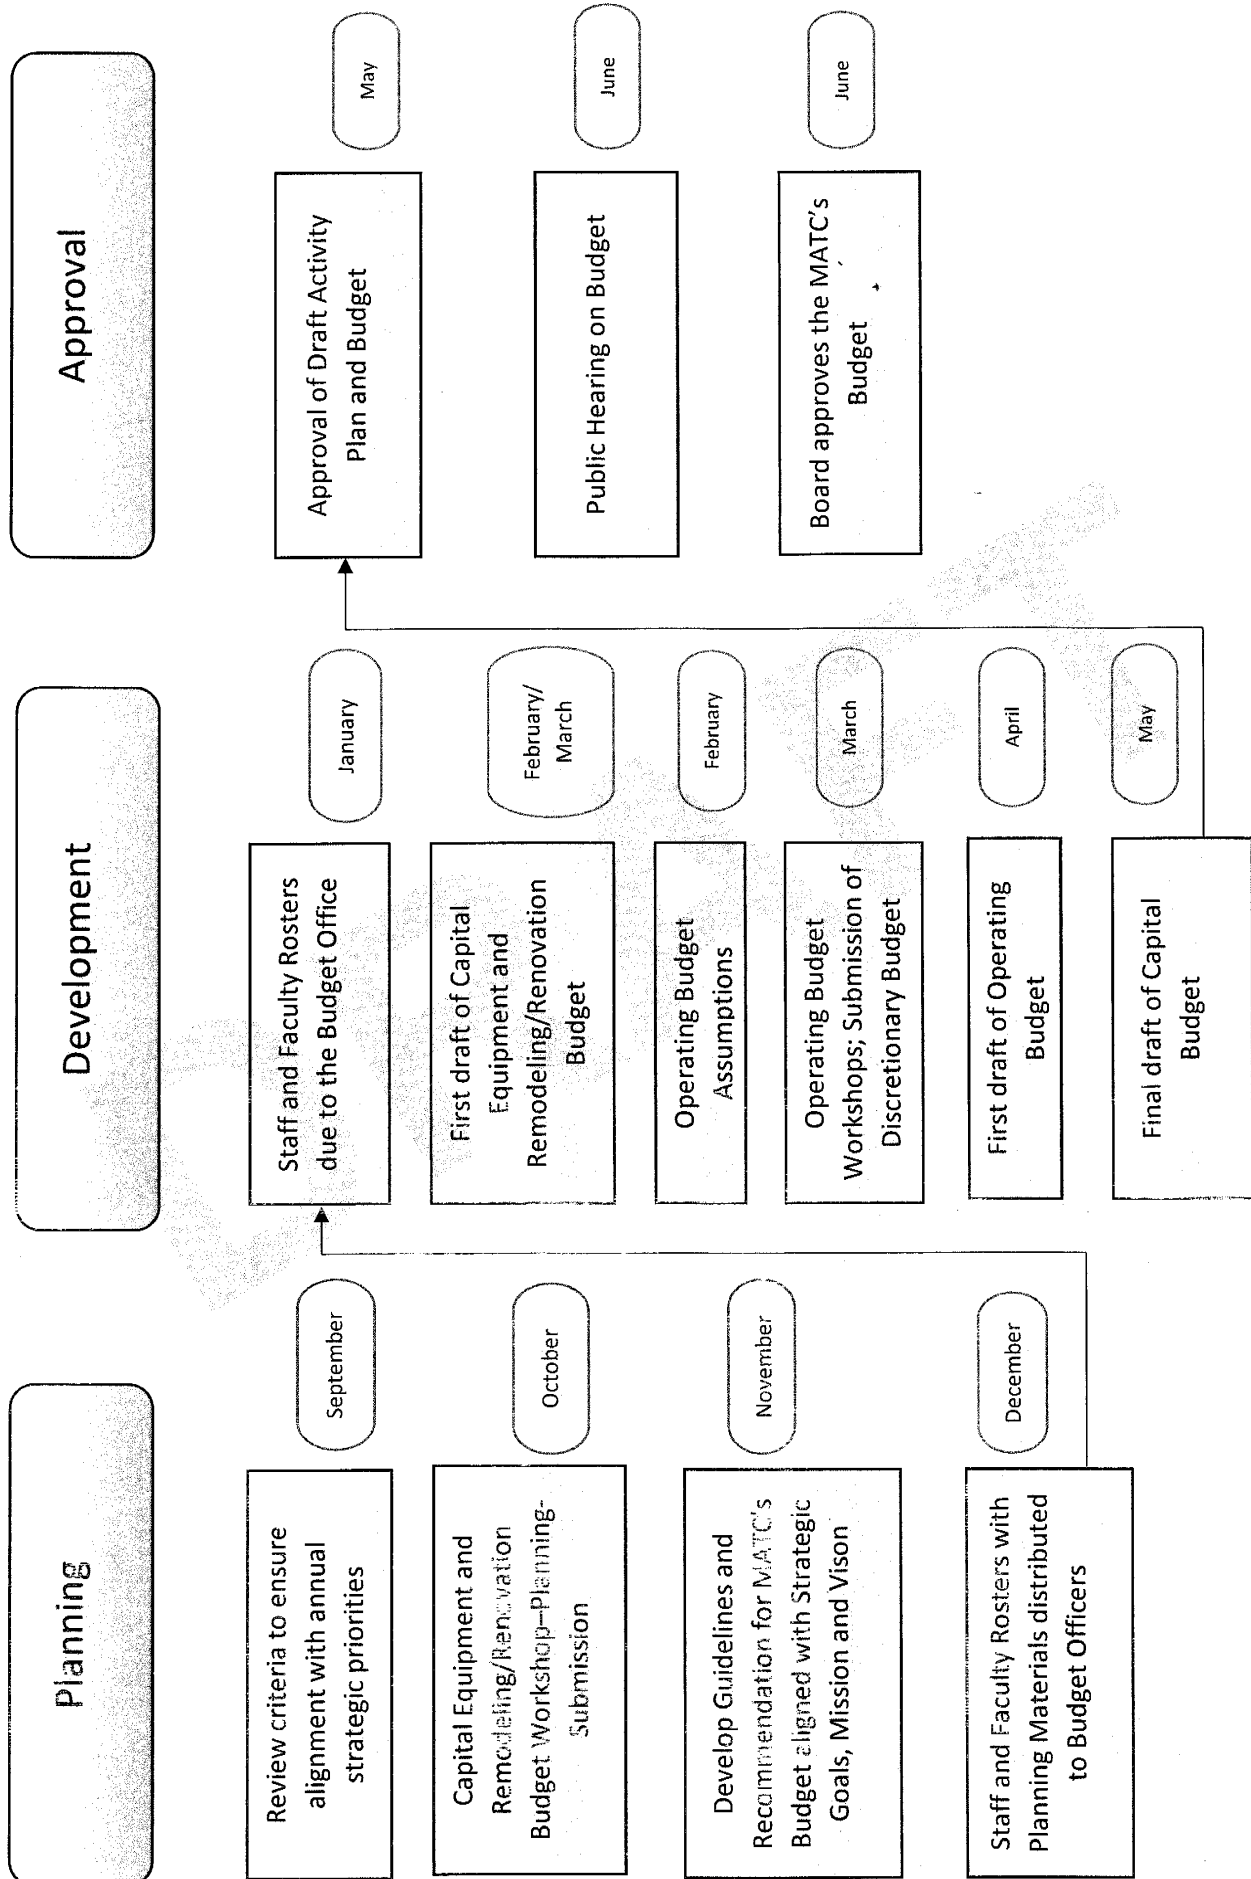 Planning
Review criteria to ensure
alignment with annual
strategic priorities
September
Capital Equipment and
Remodeling/Renovation
Budget Workshop–Planning-
Submission
October
Develop Guidelines and
Recommendation for MATC's
Budget aligned with Strategic
Goals, Mission and Vison
November
Staff and Faculty Rosters with
Planning Materials distributed
to Budget Officers
December
Development
Staff and Faculty Rosters
due to the Budget Office
January
First draft of Capital
Equipment and
Remodeling/Renovation
Budget
February/
March
Operating Budget
Assumptions
February
Operating Budget
Workshops; Submission of
Discretionary Budget
March
First draft of Operating
Budget
April
Final draft of Capital
Budget
May
Approval
Approval of Draft Activity
Plan and Budget
May
Public Hearing on Budget
June
Board approves the MATC's
Budget
June
DRAFT